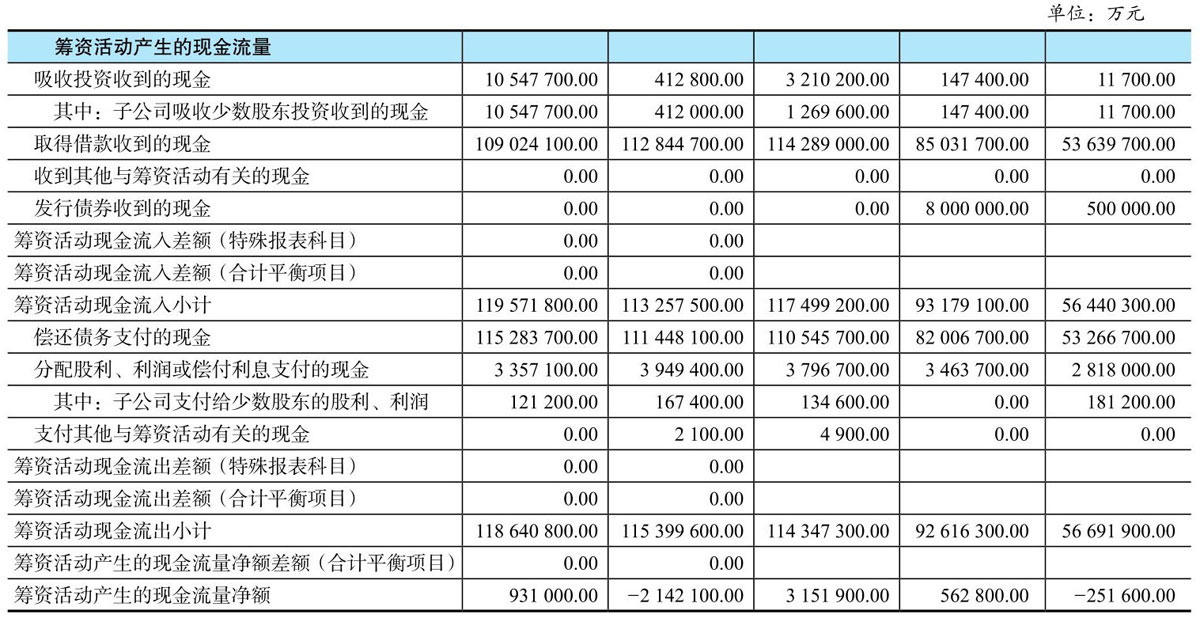 单位：万元
筹资活动产生的现金流量
吸收投资收到的现金 10 547 700.00 412 800.00 3 210 200.00 147 400.00 11 700.00
其中：子公司吸收少数股东投资收到的现金 10 547 700.00 412 000.00 1 269 600.00 147 400.00 11 700.00
取得借款收到的现金 109 024 100.00 112 844 700.00 114 289 000.00 85 031 700.00 53 639 700.00
收到其他与筹资活动有关的现金 0.00 0.00 0.00 0.00 0.00
发行债券收到的现金 0.00 0.00 0.00 8 000 000.00 500 000.00
筹资活动现金流入差额（特殊报表科目） 0.00 0.00
筹资活动现金流入差额（合计平衡项目） 0.00 0.00
筹资活动现金流入小计 119 571 800.00 113 257 500.00 117 499 200.00 93 179 100.00 56 440 300.00
偿还债务支付的现金 115 283 700.00 111 448 100.00 110 545 700.00 82 006 700.00 53 266 700.00
分配股利、利润或偿付利息支付的现金 3 357 100.00 3 949 400.00 3 796 700.00 3 463 700.00 2 818 000.00
其中：子公司支付给少数股东的股利、利润 121 200.00 167 400.00 134 600.00 0.00 181 200.00
支付其他与筹资活动有关的现金 0.00 2 100.00 4 900.00 0.00 0.00
筹资活动现金流出差额（特殊报表科目） 0.00 0.00
筹资活动现金流出差额（合计平衡项目） 0.00 0.00
筹资活动现金流出小计 118 640 800.00 115 399 600.00 114 347 300.00 92 616 300.00 56 691 900.00
筹资活动产生的现金流量净额差额（合计平衡项目） 0.00 0.00
筹资活动产生的现金流量净额 931 000.00 −2 142 100.00 3 151 900.00 562 800.00 −251 600.00